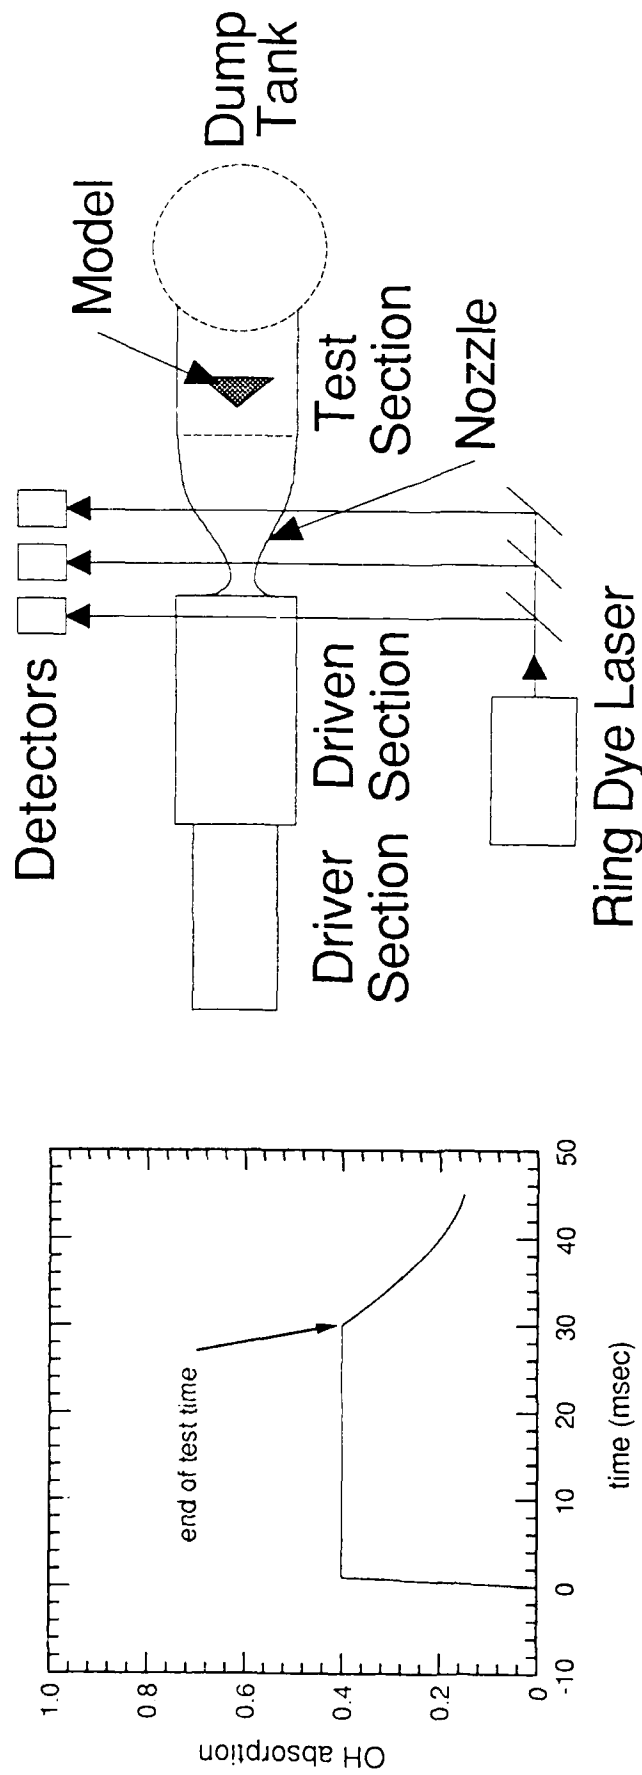 OH absorption
1.0
0.8
0.6
0.4
0.2
0
-10
0
10
20
30
40
50
time (msec)
end of test time
Detectors
Driver
Section
Driven
Section
Test
Section
Model
Dump
Tank
Nozzle
Ring Dye Laser